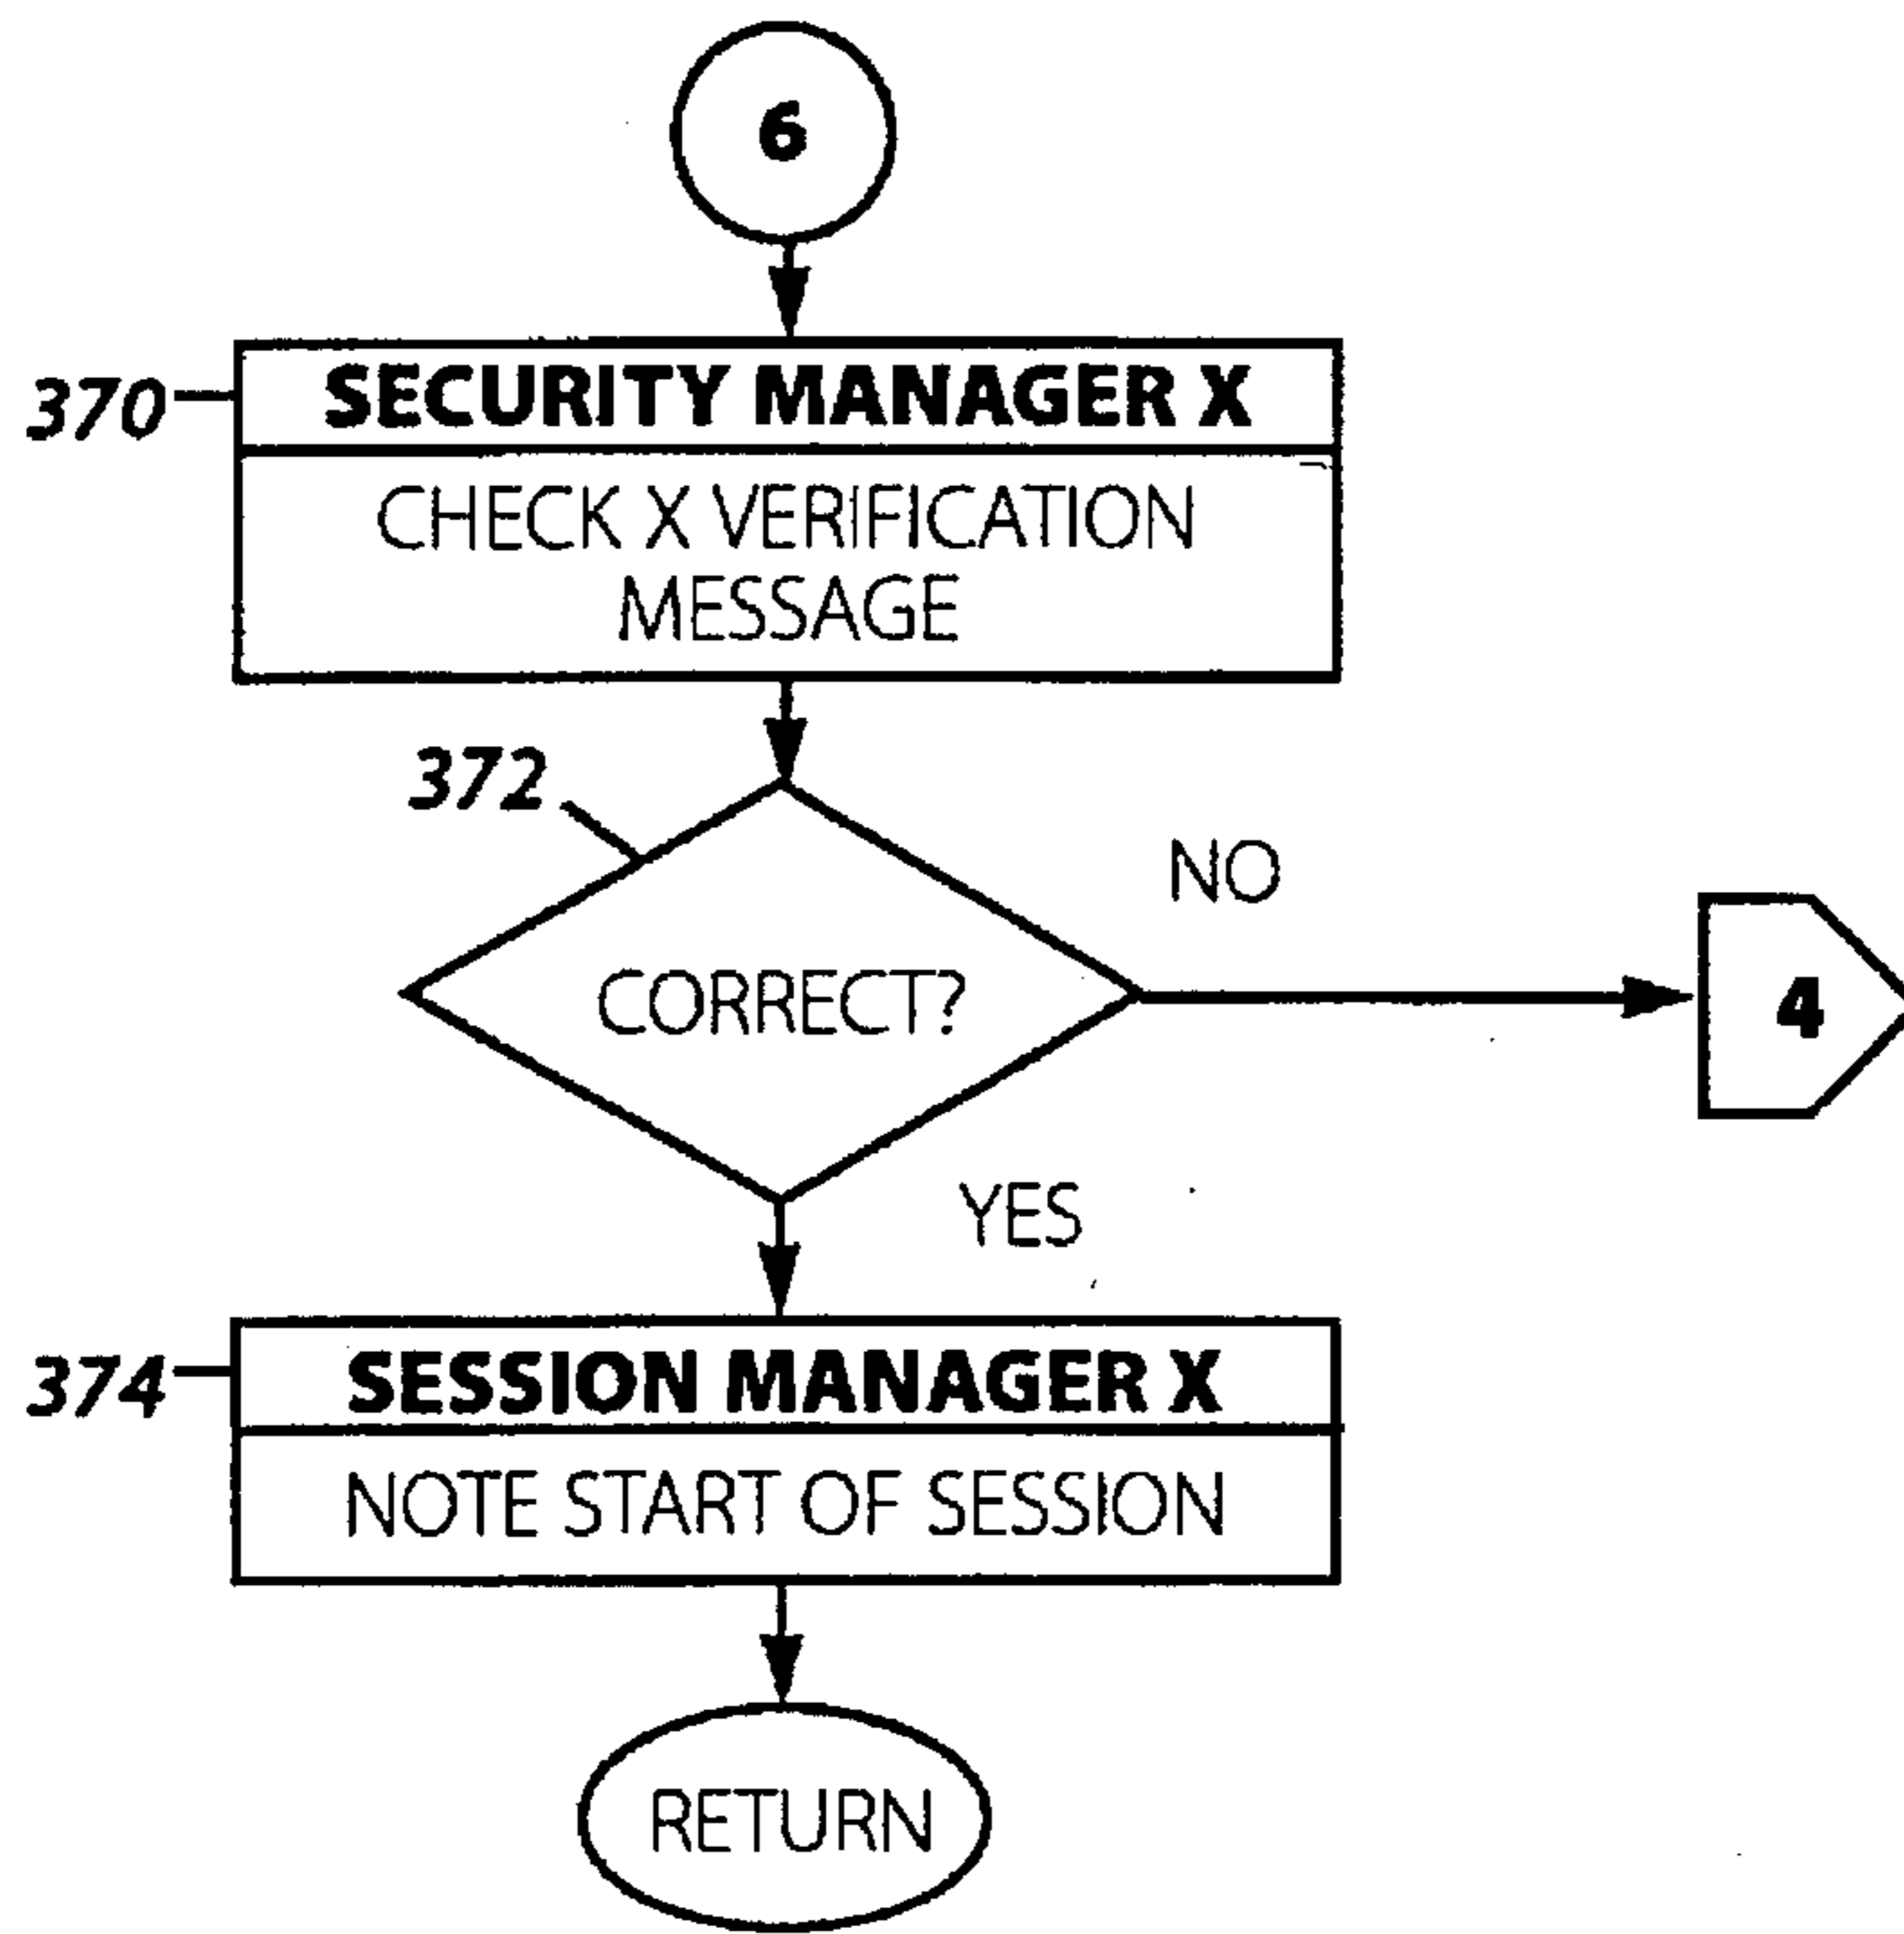 6
370
SECURITY MANAGER X
CHECK X VERIFICATION
MESSAGE
372
NO
CORRECT?
4
YES
374
SESSION MANAGER X
NOTE START OF SESSION
RETURN